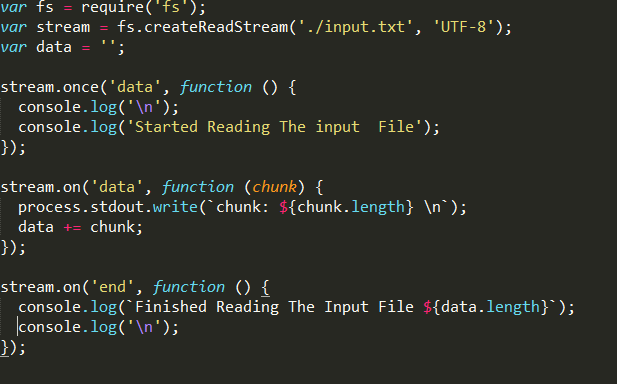 var fs = require('fs');
var stream = fs.createReadStream('./input.txt', 'UTF-8');
var data = '';
stream.once('data', function () {
  console.log('\n');
  console.log('Started Reading The input  File');
});
stream.on('data', function (chunk) {
  process.stdout.write(`chunk: ${chunk.length} \n`);
  data += chunk;
});
stream.on('end', function () {
  console.log(`Finished Reading The Input File ${data.length}`);
  console.log('\n');
});